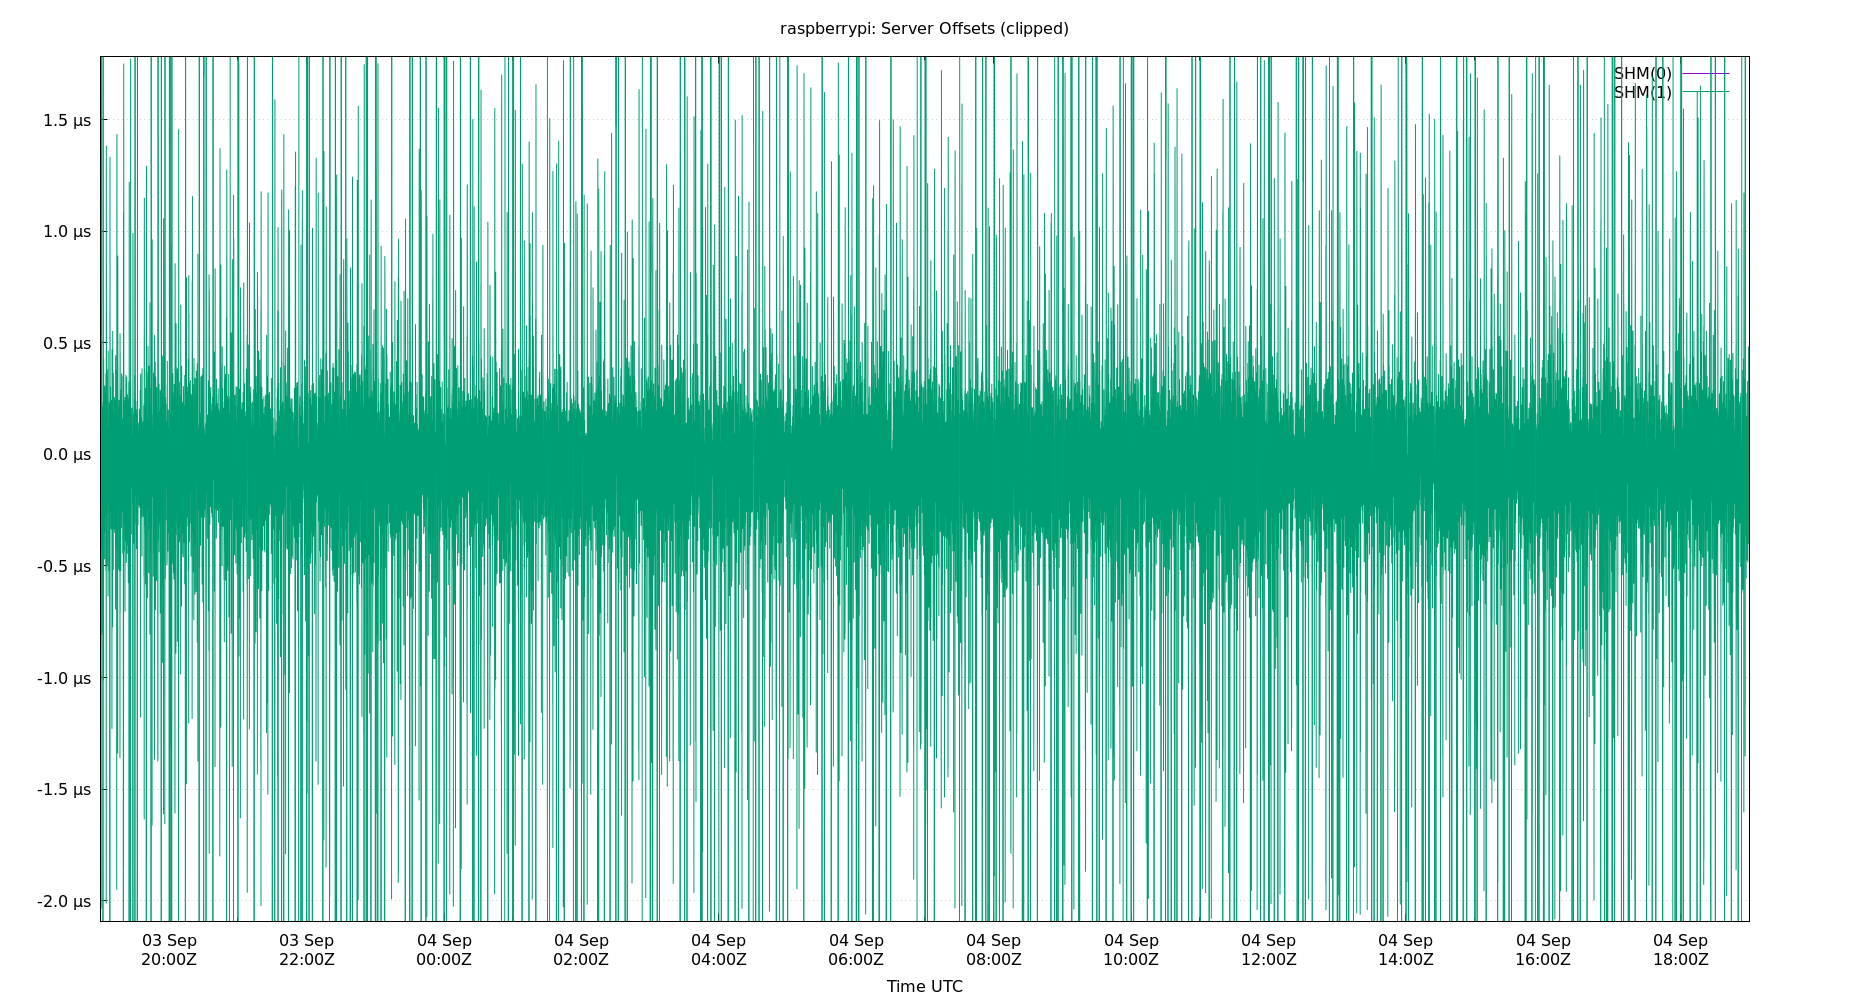 raspberrypi: Server Offsets (clipped)
SHM(0)
SHM(1)
1.5 µs
1.0 µs
0.5 µs
0.0 µs
-0.5 µs
-1.0 µs
-1.5 µs
-2.0 µs
03 Sep 03 Sep 04 Sep 04 Sep 04 Sep 04 Sep 04 Sep 04 Sep 04 Sep 04 Sep 04 Sep 04 Sep
20:00Z 22:00Z 00:00Z 02:00Z 04:00Z 06:00Z 08:00Z 10:00Z 12:00Z 14:00Z 16:00Z 18:00Z
Time UTC